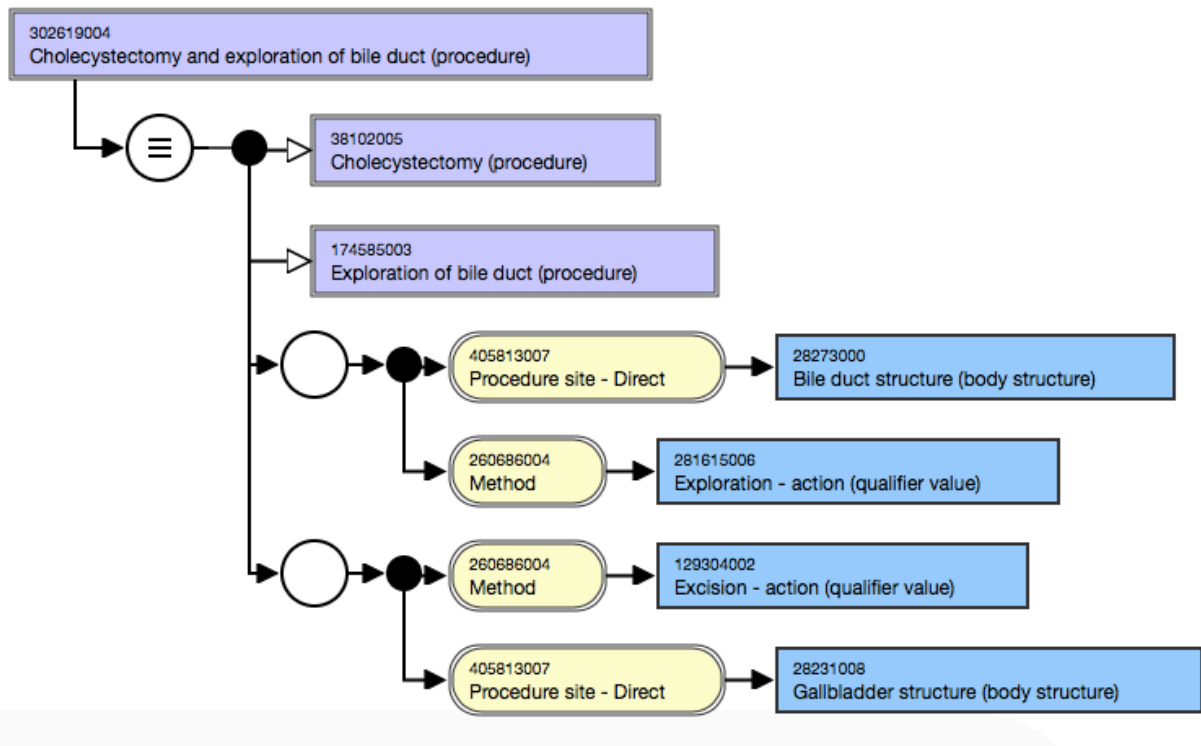 302619004
Cholecystectomy and exploration of bile duct (procedure)
38102005
Cholecystectomy (procedure)
174585003
Exploration of bile duct (procedure)
405813007
Procedure site - Direct
28273000
Bile duct structure (body structure)
260686004
Method
281615006
Exploration - action (qualifier value)
260686004
Method
129304002
Excision - action (qualifier value)
405813007
Procedure site - Direct
28231008
Gallbladder structure (body structure)